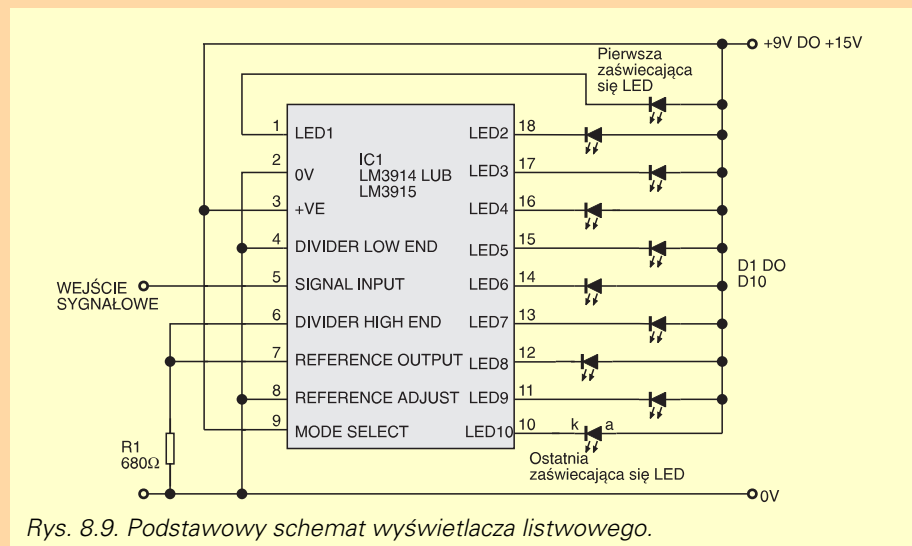 +9V DO +15V
Pierwsza
zaświecająca
się LED
1
LED1
LED2
18
2
0V
IC1
LM3914 LUB
LM3915
LED3
17
3
+VE
LED4
16
4
DIVIDER LOW END
LED5
15
D1 DO
D10
WEJŚCIE
SYGNAŁOWE
5
SIGNAL INPUT
LED6
14
6
DIVIDER HIGH END
LED7
13
7
REFERENCE OUTPUT
LED8
12
8
REFERENCE ADJUST
LED9
11
9
MODE SELECT
LED10
10
k
a
R1
680Ω
Ostatnia
zaświecająca się LED
0V
Rys. 8.9. Podstawowy schemat wyświetlacza listwowego.